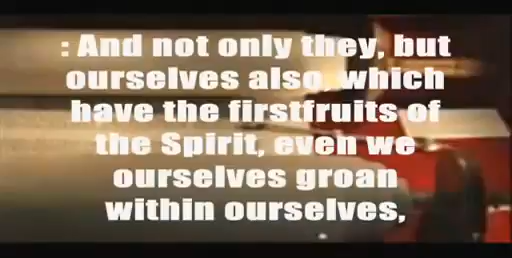 : And not only they, but
ourselves also, which
have the firstfruits of
the Spirit, even we
ourselves groan
within ourselves,